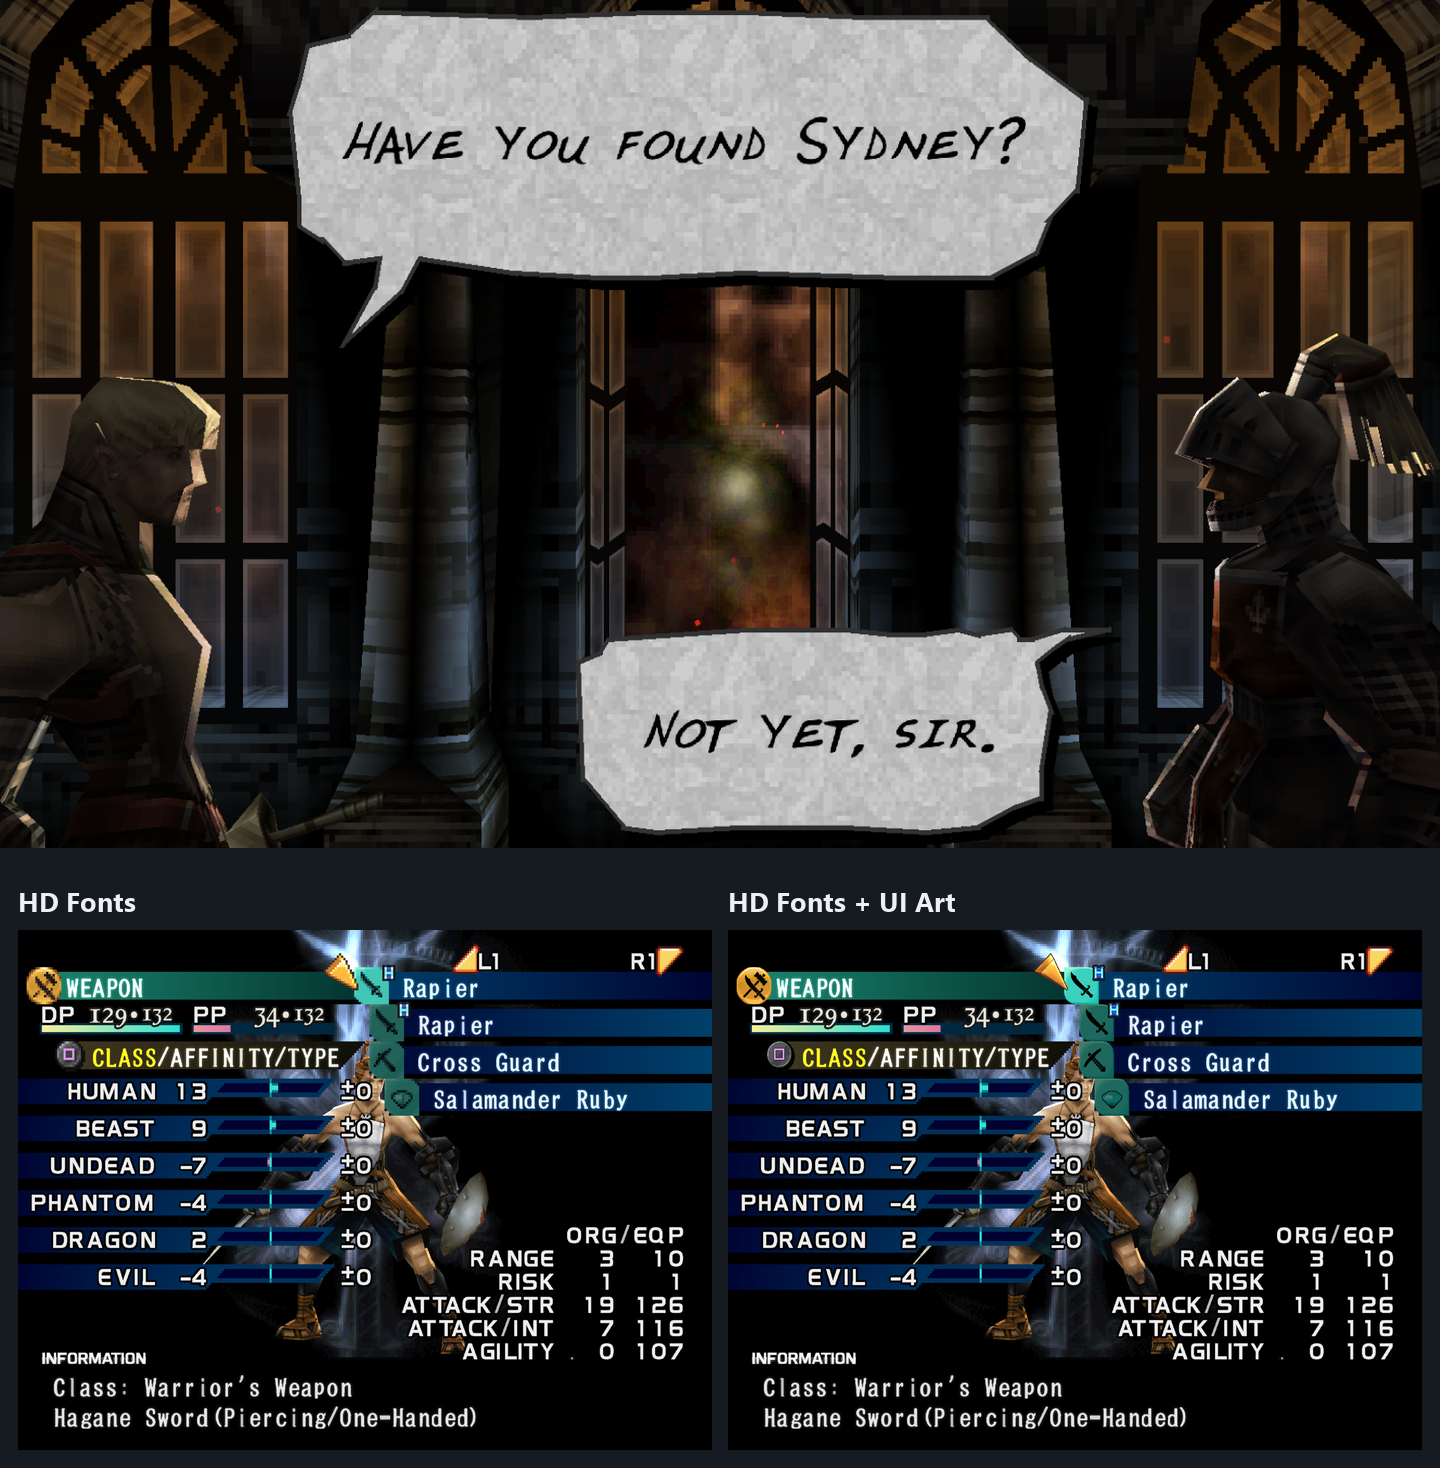 HAVE YOU FOUND SYDNEY?
NOT YET, SIR.
HD Fonts
L1 R1
WEAPON
H Rapier
DP 129•132 PP 34•132
H Rapier
CLASS/AFFINITY/TYPE
Cross Guard
HUMAN 13 ±0
Salamander Ruby
BEAST 9 ±0
UNDEAD -7 ±0
PHANTOM -4 ±0
DRAGON 2 ±0
ORG/EQP
RANGE 3 10
EVIL -4 ±0
RISK 1 1
ATTACK/STR 19 126
ATTACK/INT 7 116
AGILITY . 0 107
INFORMATION
Class: Warrior's Weapon
Hagane Sword(Piercing/One-Handed)
HD Fonts + UI Art
L1 R1
WEAPON
H Rapier
DP 129•132 PP 34•132
H Rapier
CLASS/AFFINITY/TYPE
Cross Guard
HUMAN 13 ±0
Salamander Ruby
BEAST 9 ±0
UNDEAD -7 ±0
PHANTOM -4 ±0
DRAGON 2 ±0
ORG/EQP
RANGE 3 10
EVIL -4 ±0
RISK 1 1
ATTACK/STR 19 126
ATTACK/INT 7 116
AGILITY . 0 107
INFORMATION
Class: Warrior's Weapon
Hagane Sword(Piercing/One-Handed)